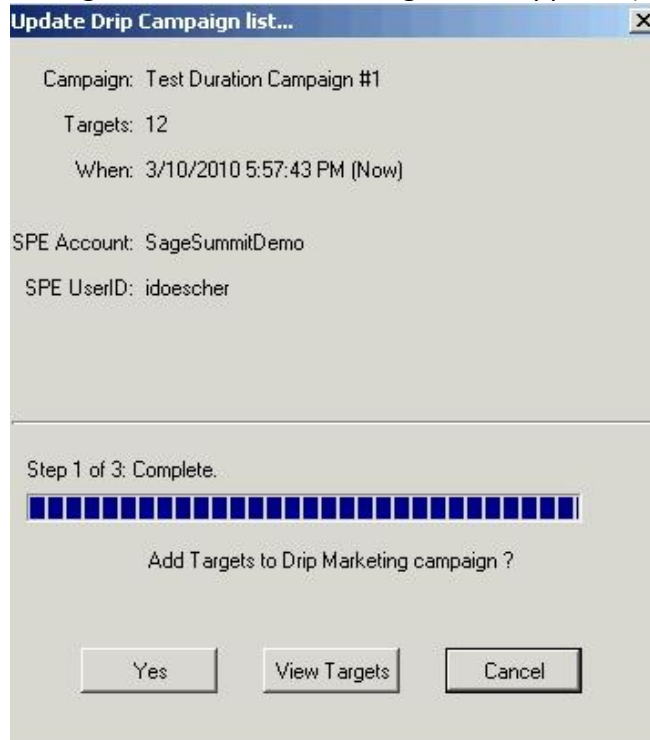 Update Drip Campaign list...
Campaign: Test Duration Campaign #1
Targets: 12
When: 3/10/2010 5:57:43 PM (Now)
SPE Account: SageSummitDemo
SPE UserID: idoescher
Step 1 of 3: Complete.
Add Targets to Drip Marketing campaign ?
Yes View Targets Cancel